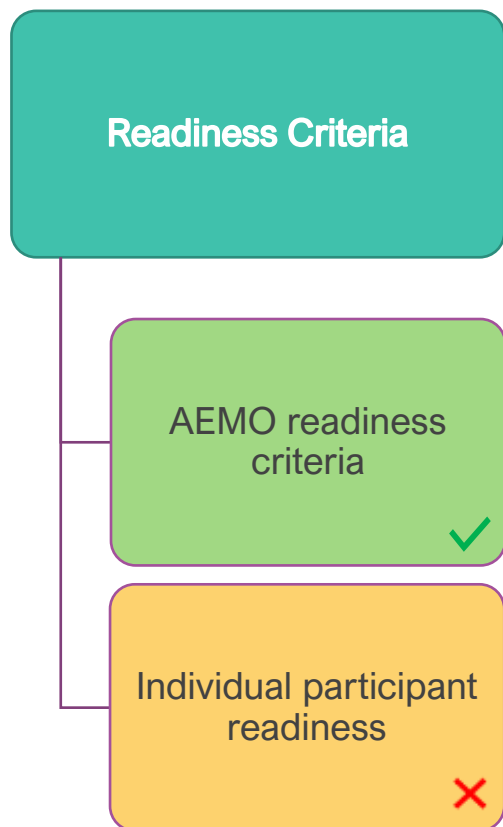 Readiness Criteria
AEMO readiness
criteria
Individual participant
readiness